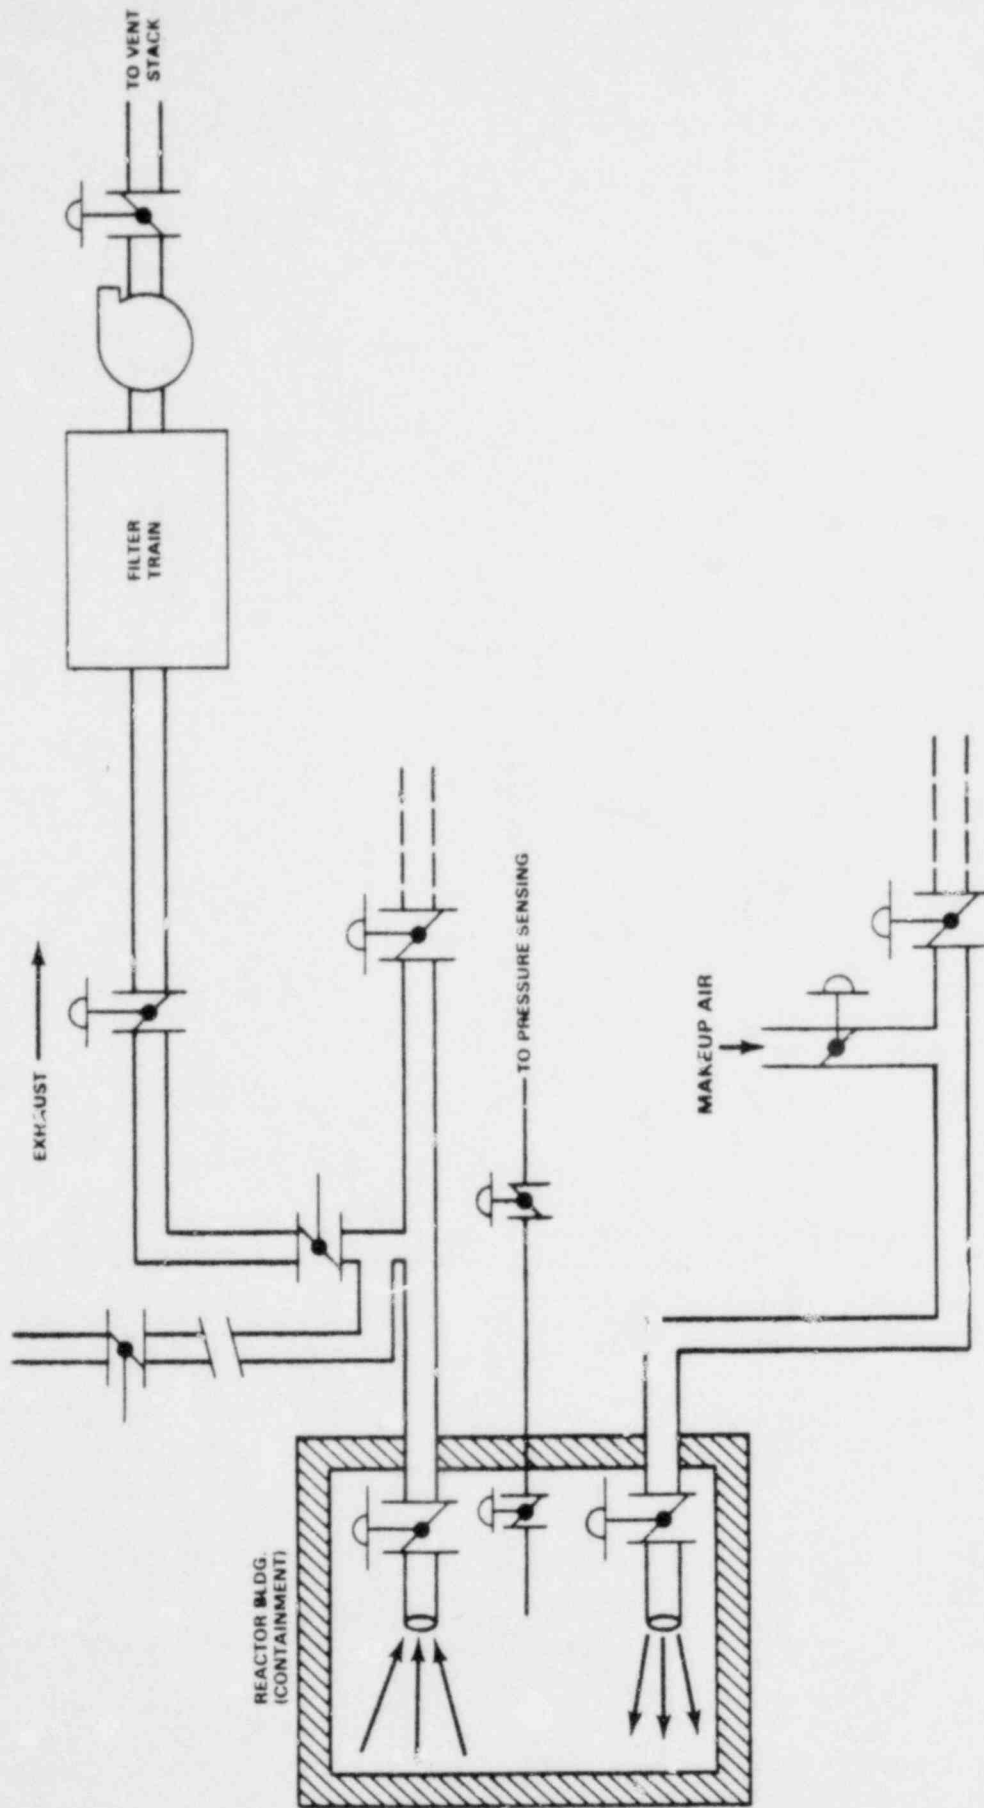 TO VENT
STACK
FILTER
TRAIN
EXHAUST
TO PRESSURE SENSING
MAKEUP AIR
REACTOR BLDG.
(CONTAINMENT)